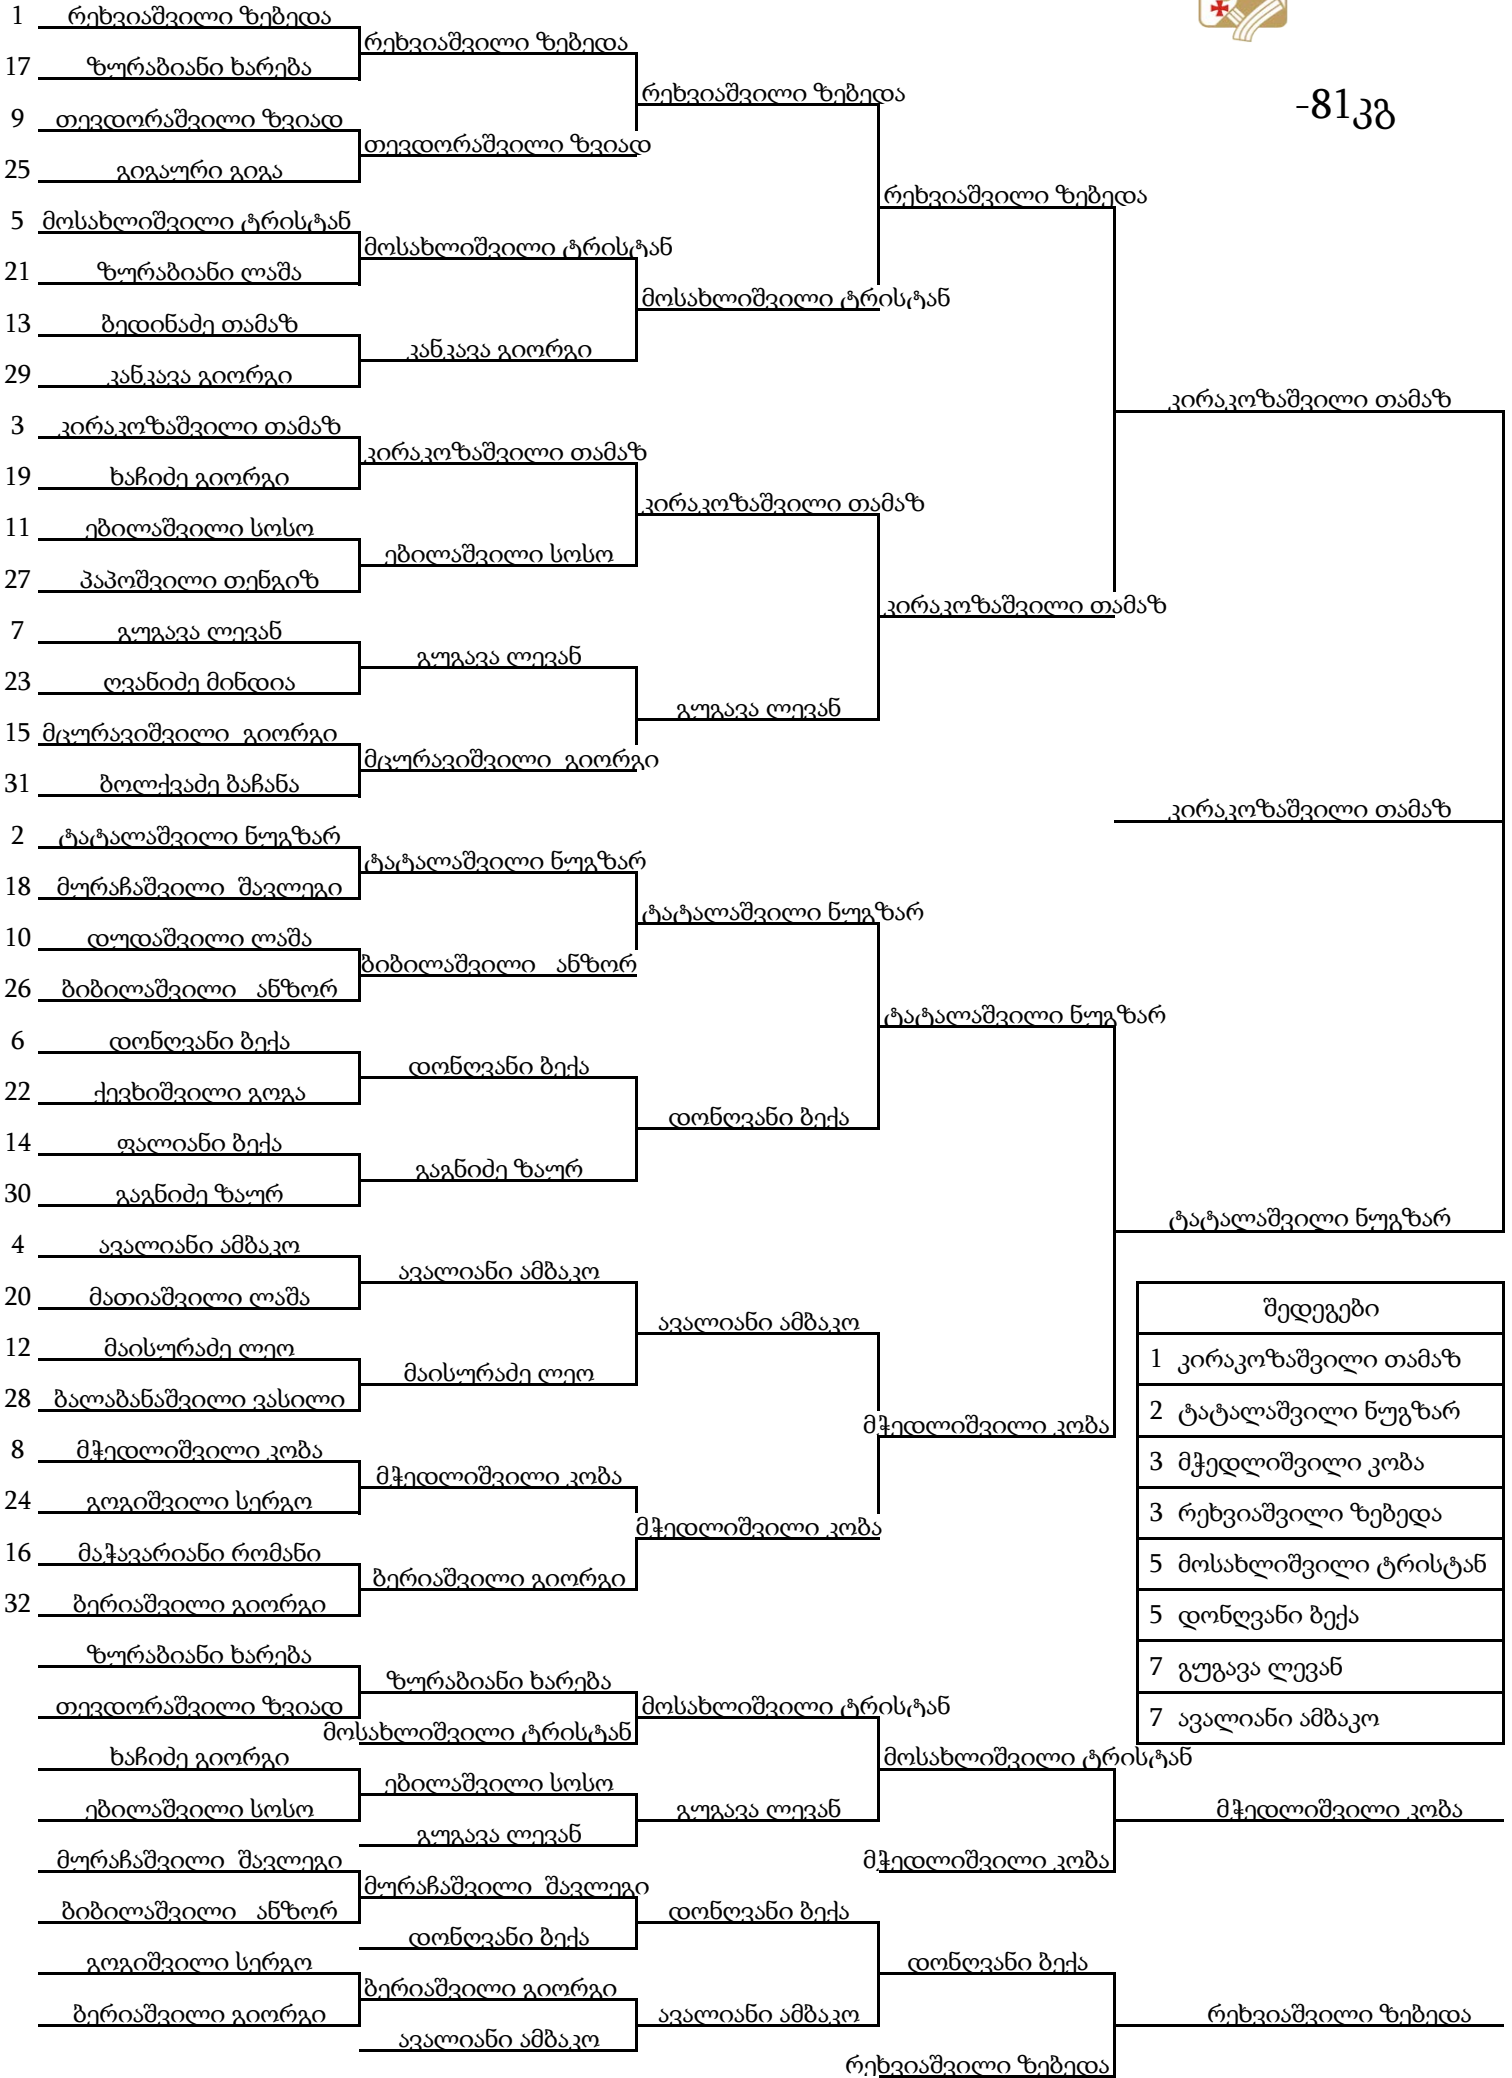 1 რეხვიაშვილი ზებედა
რეხვიაშვილი ზებედა
17 ზურაბიანი ხარება
რეხვიაშვილი ზებედა
-81კგ
9 თევდორაშვილი ზვიად
თევდორაშვილი ზვიად
25 გიგაური გიგა
რეხვიაშვილი ზებედა
5 მოსახლიშვილი ტრისტან
მოსახლიშვილი ტრისტან
21 ზურაბიანი ლაშა
მოსახლიშვილი ტრისტან
13 ბედინაძე თამაზ
კანკავა გიორგი
29 კანკავა გიორგი
კირაკოზაშვილი თამაზ
3 კირაკოზაშვილი თამაზ
კირაკოზაშვილი თამაზ
19 ხაჩიძე გიორგი
კირაკოზაშვილი თამაზ
11 ებილაშვილი სოსო
ებილაშვილი სოსო
27 პაპოშვილი თენგიზ
კირაკოზაშვილი თამაზ
7 გუგავა ლევან
გუგავა ლევან
23 ღვანიძე მინდია
გუგავა ლევან
15 მცურავიშვილი გიორგი
მცურავიშვილი გიორგი
31 ბოლქვაძე ბაჩანა
კირაკოზაშვილი თამაზ
2 ტატალაშვილი ნუგზარ
ტატალაშვილი ნუგზარ
18 მურაჩაშვილი შავლეგი
ტატალაშვილი ნუგზარ
10 დუდაშვილი ლაშა
ბიბილაშვილი ანზორ
26 ბიბილაშვილი ანზორ
ტატალაშვილი ნუგზარ
6 დონღვანი ბექა
დონღვანი ბექა
22 ქევხიშვილი გოგა
დონღვანი ბექა
14 ფალიანი ბექა
გაგნიძე ზაურ
30 გაგნიძე ზაურ
ტატალაშვილი ნუგზარ
4 ავალიანი ამბაკო
ავალიანი ამბაკო
20 მათიაშვილი ლაშა
შედეგები
ავალიანი ამბაკო
12 მაისურაძე ლეო
1 კირაკოზაშვილი თამაზ
მაისურაძე ლეო
28 ბალაბანაშვილი ვასილი
2 ტატალაშვილი ნუგზარ
მჭედლიშვილი კობა
8 მჭედლიშვილი კობა
3 მჭედლიშვილი კობა
მჭედლიშვილი კობა
24 გოგიშვილი სერგო
3 რეხვიაშვილი ზებედა
მჭედლიშვილი კობა
16 მაჭავარიანი რომანი
5 მოსახლიშვილი ტრისტან
ბერიაშვილი გიორგი
32 ბერიაშვილი გიორგი
5 დონღვანი ბექა
ზურაბიანი ხარება
7 გუგავა ლევან
ზურაბიანი ხარება
თევდორაშვილი ზვიად
მოსახლიშვილი ტრისტან
7 ავალიანი ამბაკო
მოსახლიშვილი ტრისტან
ხაჩიძე გიორგი
მოსახლიშვილი ტრისტან
ებილაშვილი სოსო
ებილაშვილი სოსო
გუგავა ლევან
მჭედლიშვილი კობა
გუგავა ლევან
მურაჩაშვილი შავლეგი
მჭედლიშვილი კობა
მურაჩაშვილი შავლეგი
ბიბილაშვილი ანზორ
დონღვანი ბექა
დონღვანი ბექა
გოგიშვილი სერგო
დონღვანი ბექა
ბერიაშვილი გიორგი
ბერიაშვილი გიორგი
ავალიანი ამბაკო
რეხვიაშვილი ზებედა
ავალიანი ამბაკო
რეხვიაშვილი ზებედა